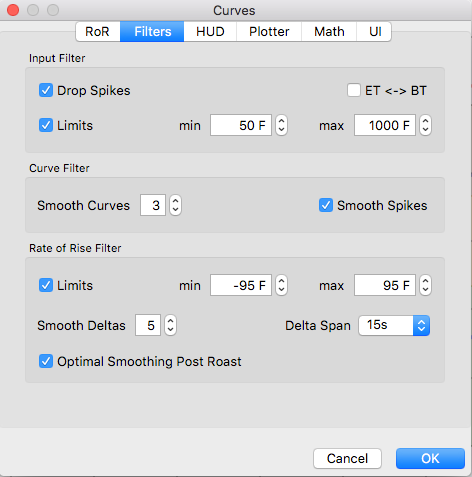 Curves
RoR Filters HUD Plotter Math UI
Input Filter
Drop Spikes ET <-> BT
Limits min 50 F max 1000 F
Curve Filter
Smooth Curves 3 Smooth Spikes
Rate of Rise Filter
Limits min -95 F max 95 F
Smooth Deltas 5 Delta Span 15s
Optimal Smoothing Post Roast
Cancel OK